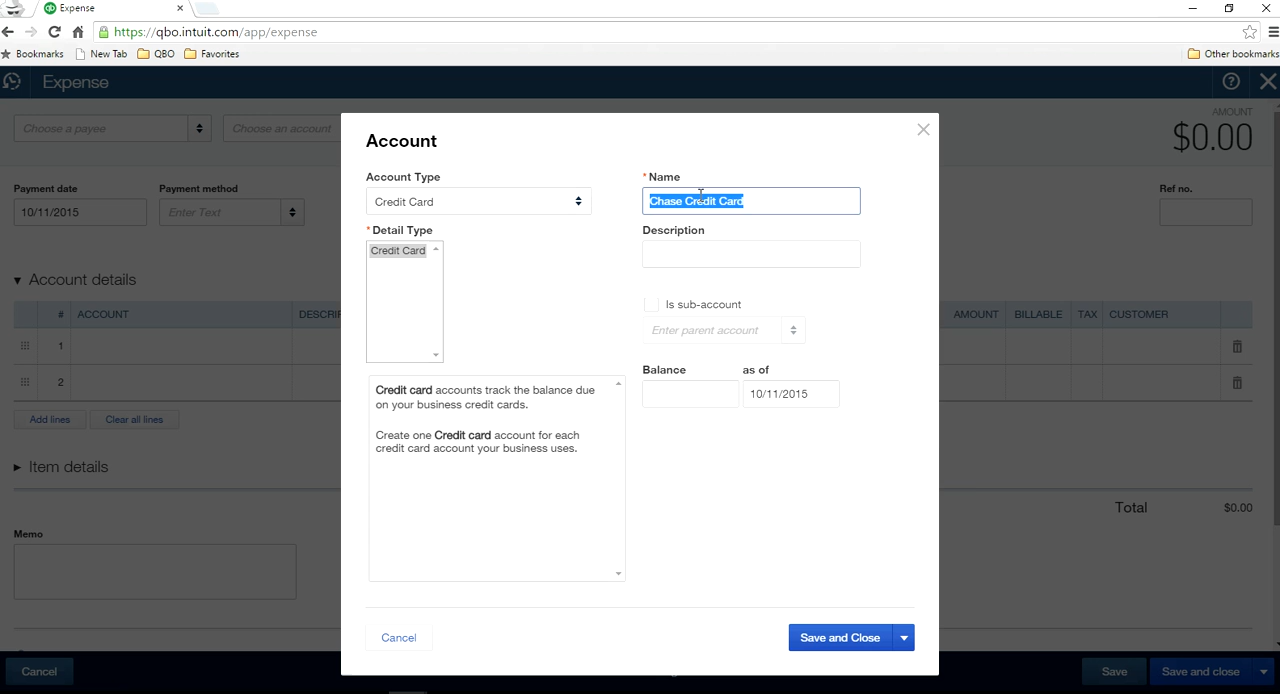 Expense
https://qbo.intuit.com/app/expense
Bookmarks New Tab QBO Favorites Other bookmarks
Expense
Choose a payee
Choose an account
AMOUNT
$0.00
Payment date
Payment method
Ref no.
10/11/2015
Enter Text
Account details
# ACCOUNT DESCRI AMOUNT BILLABLE TAX CUSTOMER
1
2
Add lines Clear all lines
Item details
Total $0.00
Memo
Cancel Save Save and close
Account
Account Type
Credit Card
* Name
Chase Credit Card
* Detail Type
Credit Card
Description
Is sub-account
Enter parent account
Balance as of
10/11/2015
Credit card accounts track the balance due
on your business credit cards.
Create one Credit card account for each
credit card account your business uses.
Cancel
Save and Close